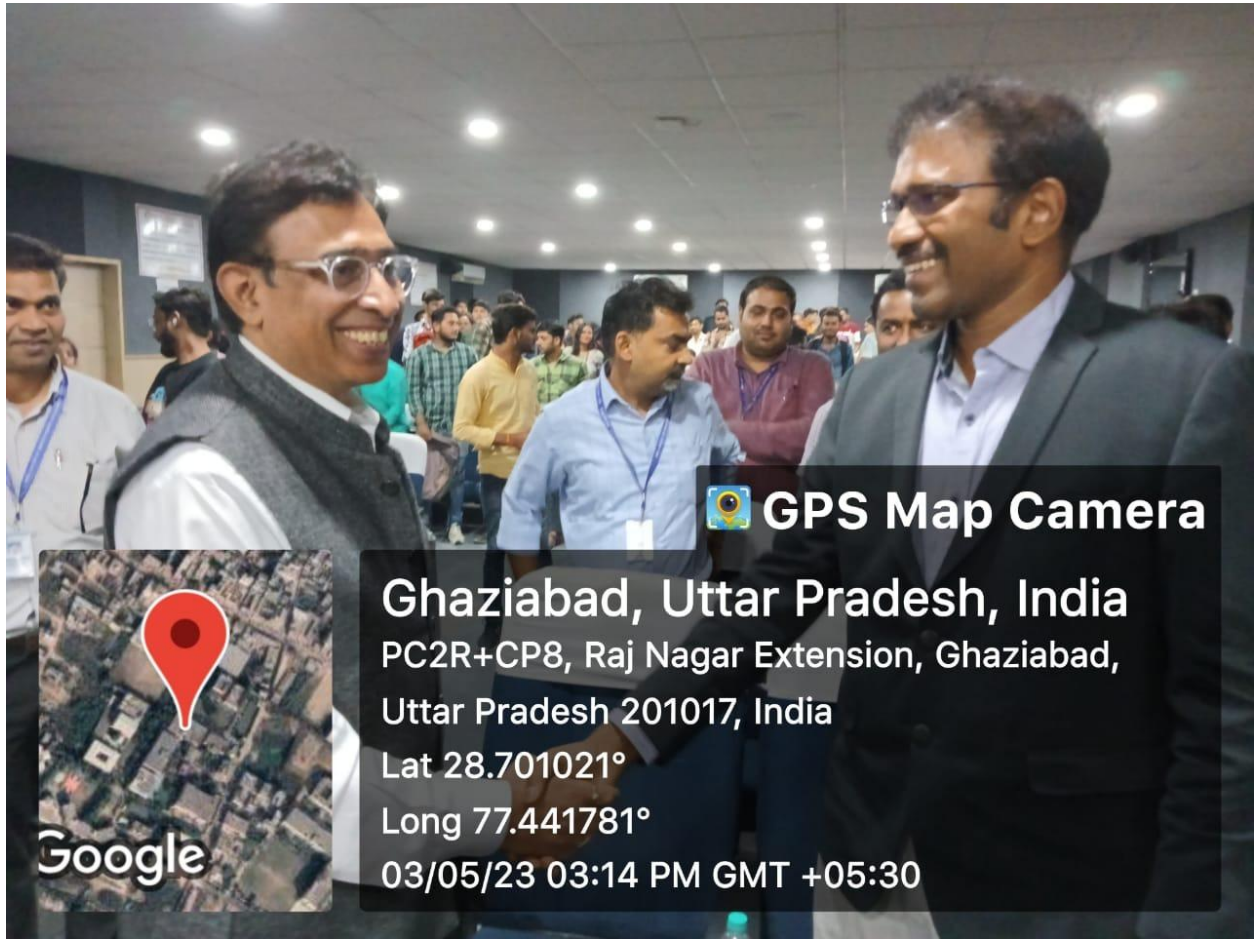 GPS Map Camera
Ghaziabad, Uttar Pradesh, India
PC2R+CP8, Raj Nagar Extension, Ghaziabad,
Uttar Pradesh 201017, India
Lat 28.701021°
Long 77.441781°
03/05/23 03:14 PM GMT +05:30
Google